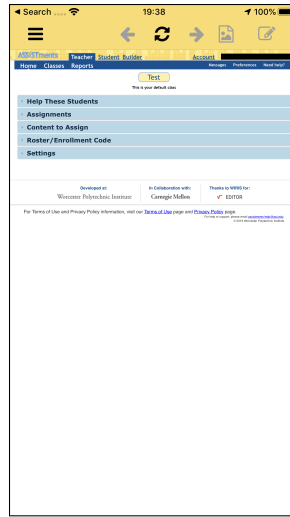 ◀ Search 19:38 100%
ASSISTments Teacher Student Builder Account
Home Classes Reports Messages Preferences Need help?
Test
This is your default class
Help These Students
Assignments
Content to Assign
Roster/Enrollment Code
Settings
Developed at: In Collaboration with: Thanks to WIRIS for:
Worcester Polytechnic Institute Carnegie Mellon EDITOR
For Terms of Use and Privacy Policy information, visit our Terms of Use page and Privacy Policy page.